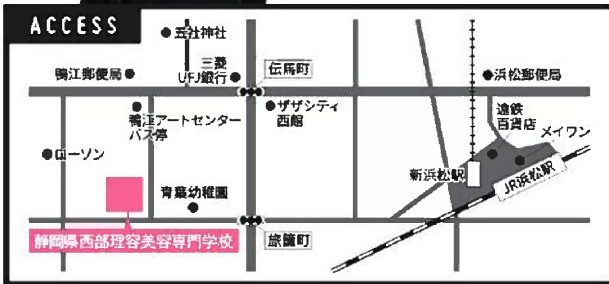 ACCESS
五社神社
鴨江郵便局
三菱
UFJ銀行
伝馬町
浜松郵便局
鴨江アートセンター
バス停
ザザシティ
西館
遠鉄
百貨店
メイワン
ローソン
新浜松駅
JR浜松駅
青葉幼稚園
静岡県西部理容美容専門学校
旅籠町